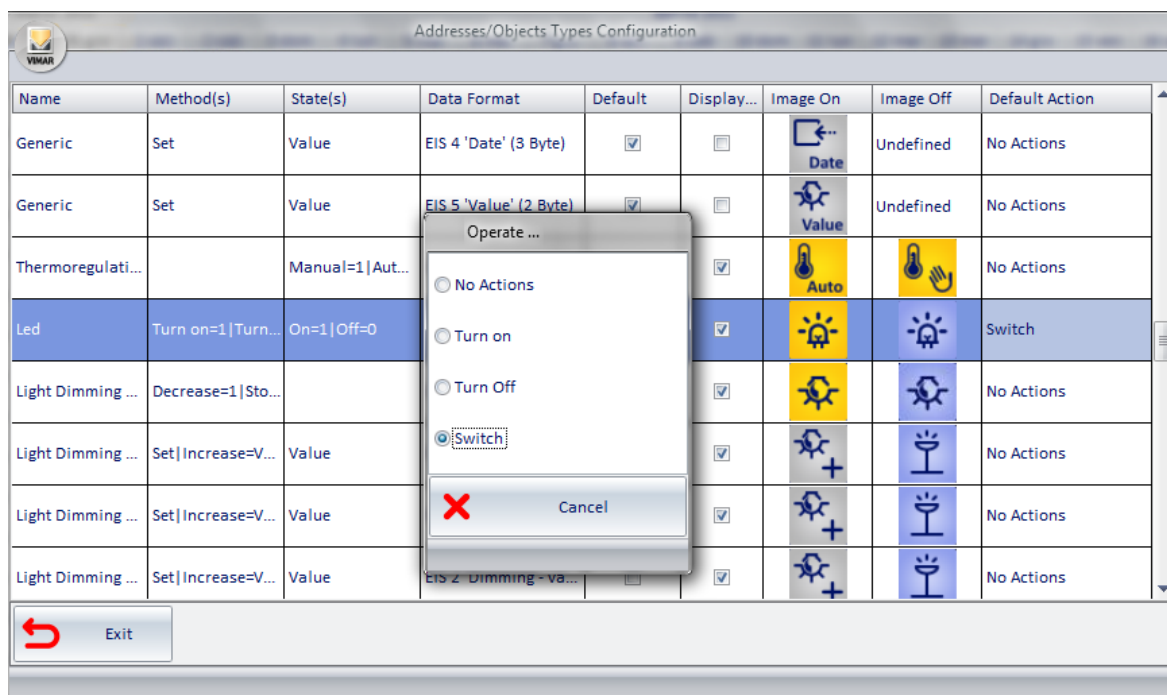 Addresses/Objects Types Configuration
VIMAR
Name Method(s) State(s) Data Format Default Display... Image On Image Off Default Action
Generic Set Value EIS 4 'Date' (3 Byte) Date Undefined No Actions
Generic Set Value EIS 5 'Value' (2 Byte) Value Undefined No Actions
Thermoregulati... Manual=1|Aut... Auto No Actions
Led Turn on=1|Turn... On=1|Off=0 Switch
Light Dimming ... Decrease=1|Sto... No Actions
Light Dimming ... Set|Increase=V... Value No Actions
Light Dimming ... Set|Increase=V... Value No Actions
Light Dimming ... Set|Increase=V... Value EIS 2 'Dimming - va... No Actions
Operate ...
No Actions
Turn on
Turn Off
Switch
Cancel
Exit